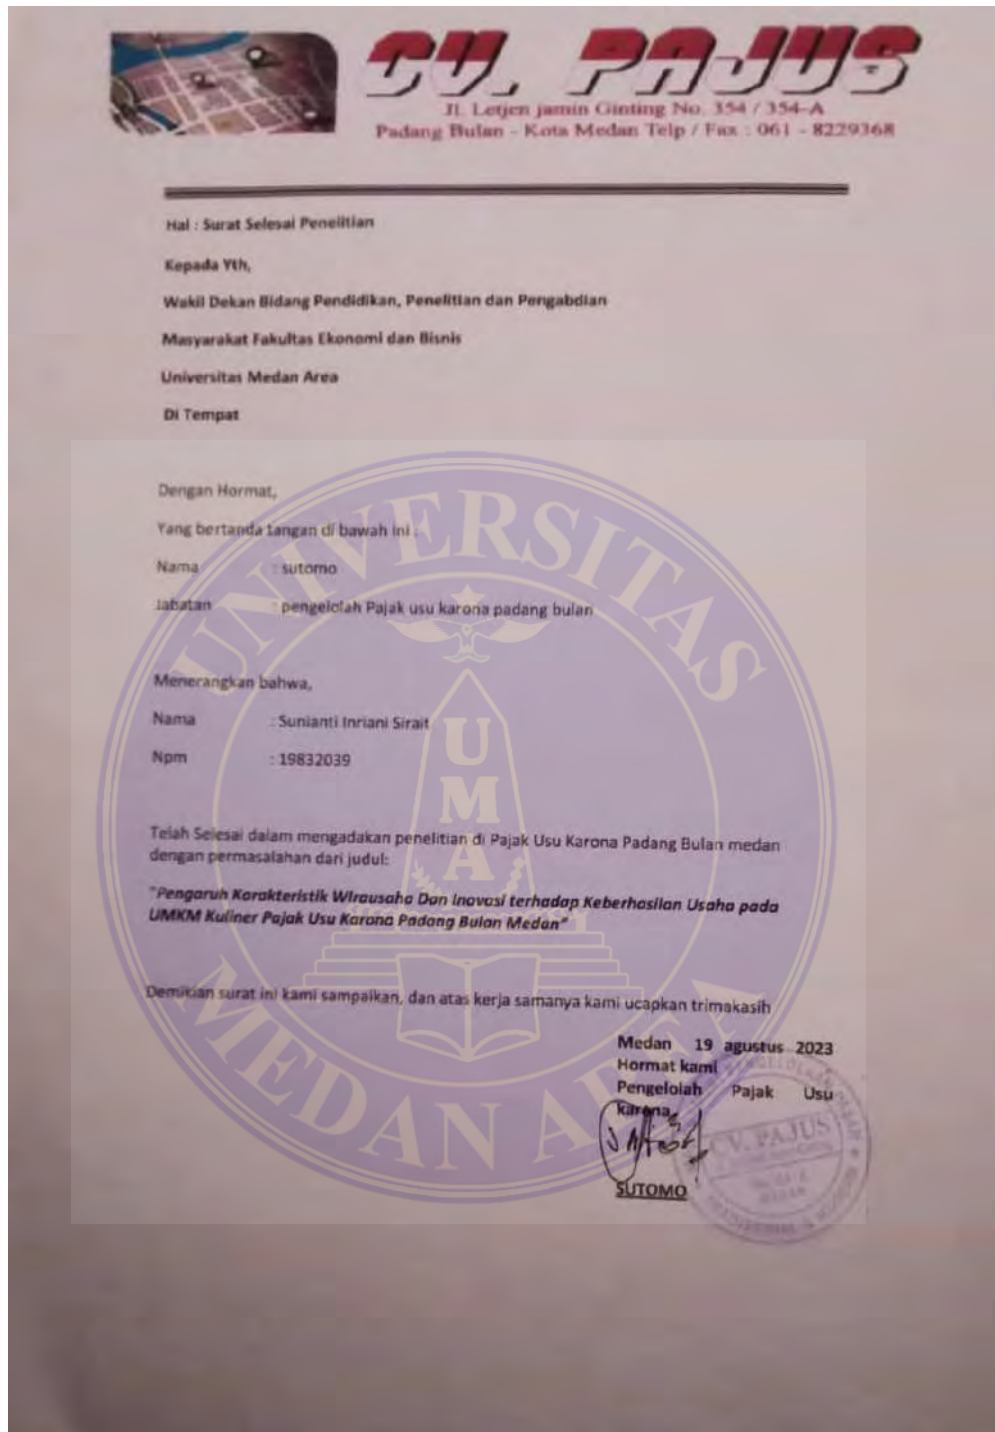 CV. PAJUS
Jl. Letjen jamin Ginting No. 354 / 354-A
Padang Bulan - Kota Medan Telp / Fax : 061 - 8229368
Hal : Surat Selesai Penelitian
Kepada Yth,
Wakil Dekan Bidang Pendidikan, Penelitian dan Pengabdian
Masyarakat Fakultas Ekonomi dan Bisnis
Universitas Medan Area
Di Tempat
Dengan Hormat,
Yang bertanda tangan di bawah ini :
Nama : sutomo
Jabatan : pengelolah Pajak usu karona padang bulan
Menerangkan bahwa,
Nama : Sunianti Inriani Sirait
Npm : 19832039
Telah Selesai dalam mengadakan penelitian di Pajak Usu Karona Padang Bulan medan
dengan permasalahan dari judul:
"Pengaruh Karakteristik Wirausaha Dan Inovasi terhadap Keberhasilan Usaha pada
UMKM Kuliner Pajak Usu Karona Padang Bulan Medan"
Demikian surat ini kami sampaikan, dan atas kerja samanya kami ucapkan trimakasih
Medan 19 agustus 2023
Hormat kami
Pengelolah Pajak Usu
karona
SUTOMO
CV. PAJUS
MEDAN
UNIVERSITAS
UMA
MEDAN AREA